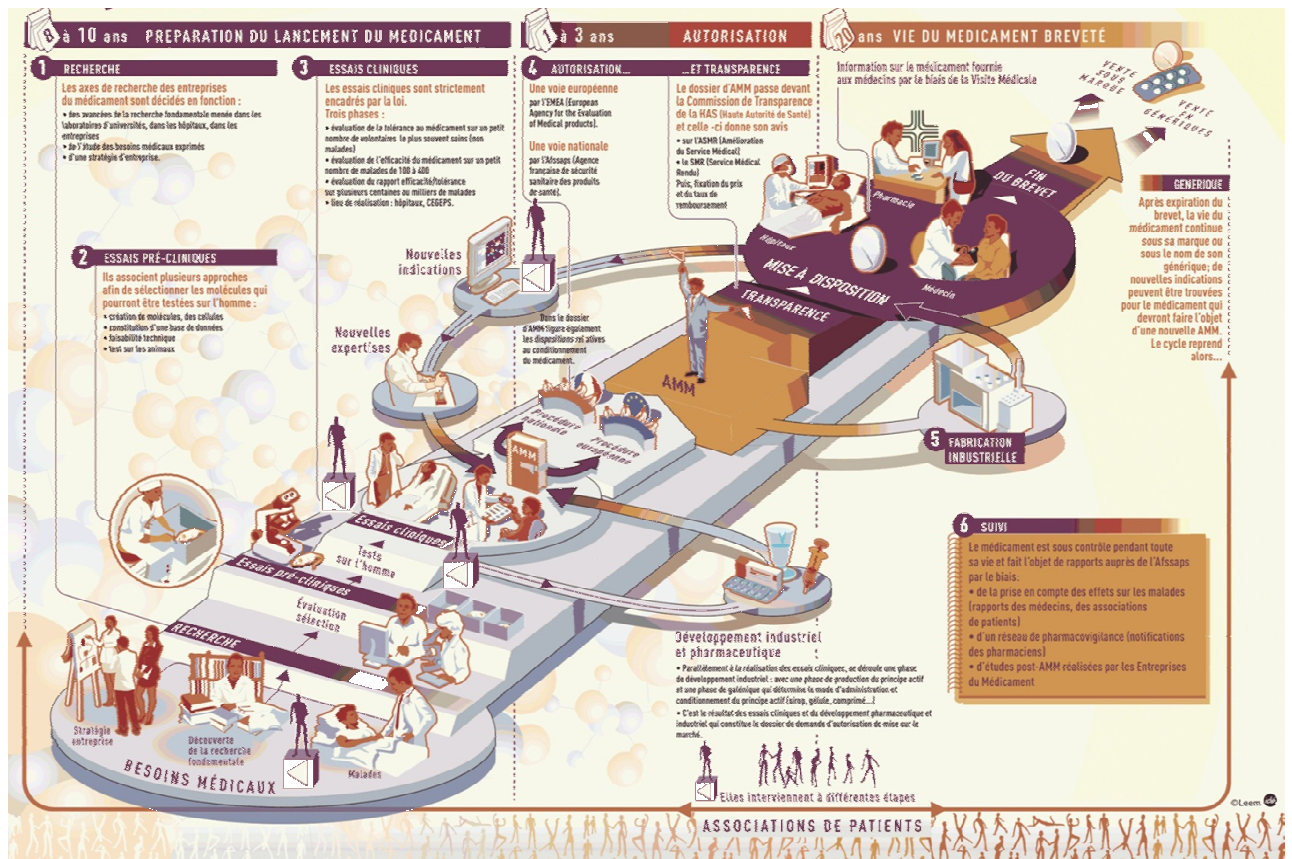 8 à 10 ans PREPARATION DU LANCEMENT DU MEDICAMENT
1 à 3 ans AUTORISATION
20 ans VIE DU MEDICAMENT BREVETÉ
1 RECHERCHE
Les axes de recherche des entreprises
du médicament sont décidés en fonction :
• des avancées de la recherche fondamentale menée dans les
laboratoires d'universités, dans les hôpitaux, dans les
entreprises
• de l'étude des besoins médicaux exprimés
• d'une stratégie d'entreprise.
2 ESSAIS PRÉ-CLINIQUES
Ils associent plusieurs approches
afin de sélectionner les molécules qui
pourront être testées sur l'homme :
• création de molécules, des cellules
• constitution d'une base de données
• faisabilité technique
• test sur les animaux
3 ESSAIS CLINIQUES
Les essais cliniques sont strictement
encadrés par la loi.
Trois phases :
• évaluation de la tolérance au médicament sur un petit
nombre de volontaires le plus souvent sains (non
malades)
• évaluation de l'efficacité du médicament sur un petit
nombre de malades de 100 à 400
• évaluation du rapport efficacité/tolérance
sur plusieurs centaines ou milliers de malades
• lieu de réalisation : hôpitaux, CEGEPS.
4 AUTORISATION...
Une voie européenne
par l'EMEA (European
Agency for the Evaluation
of Medical products).
Une voie nationale
par l'Afssaps (Agence
française de sécurité
sanitaire des produits
de santé).
...ET TRANSPARENCE
Le dossier d'AMM passe devant
la Commission de Transparence
de la HAS (Haute Autorité de Santé)
et celle -ci donne son avis
• sur l'ASMR (Amélioration
du Service Médical)
• le SMR (Service Médical
Rendu)
Puis, fixation du prix
et du taux de
remboursement
Information sur le médicament fournie
aux médecins par le biais de la Visite Médicale
VENTE
SOUS
MARQUE
VENTE
EN
GÉNÉRIQUES
FIN
DU BREVET
Pharmacie
Hôpitaux
Médecin
MISE À DISPOSITION
TRANSPARENCE
AMM
GENERIQUE
Après expiration du
brevet, la vie du
médicament continue
sous sa marque ou
sous le nom de son
générique; de
nouvelles indications
peuvent être trouvées
pour le médicament qui
devront faire l'objet
d'une nouvelle AMM.
Le cycle reprend
alors...
Nouvelles
indications
Nouvelles
expertises
Dans le dossier
d'AMM figure également
les dispositions relatives
au conditionnement
du médicament.
Procédure
nationale
Procédure
européenne
AMM
5 FABRICATION
INDUSTRIELLE
6 SUIVI
Le médicament est sous contrôle pendant toute
sa vie et fait l'objet de rapports auprès de l'Afssaps
par le biais:
• de la prise en compte des effets sur les malades
(rapports des médecins, des associations
de patients)
• d'un réseau de pharmacovigilance (notifications
des pharmaciens)
• d'études post-AMM réalisées par les Entreprises
du Médicament
Essais cliniques
Tests
sur l'homme
Essais pré-cliniques
Évaluation
sélection
RECHERCHE
Développement industriel
et pharmaceutique
• Parallèlement à la réalisation des essais cliniques, se déroule une phase
de développement industriel : avec une phase de production du principe actif
et une phase de galénique qui détermine le mode d'administration et
conditionnement du principe actif (sirop, gélule, comprimé...)
• C'est le résultat des essais cliniques et du développement pharmaceutique et
industriel qui constitue le dossier de demande d'autorisation de mise sur le
marché.
Stratégie
entreprise
Découverte
de la recherche
fondamentale
Malades
BESOINS MÉDICAUX
Elles interviennent à différentes étapes
ASSOCIATIONS DE PATIENTS
©Leem idé